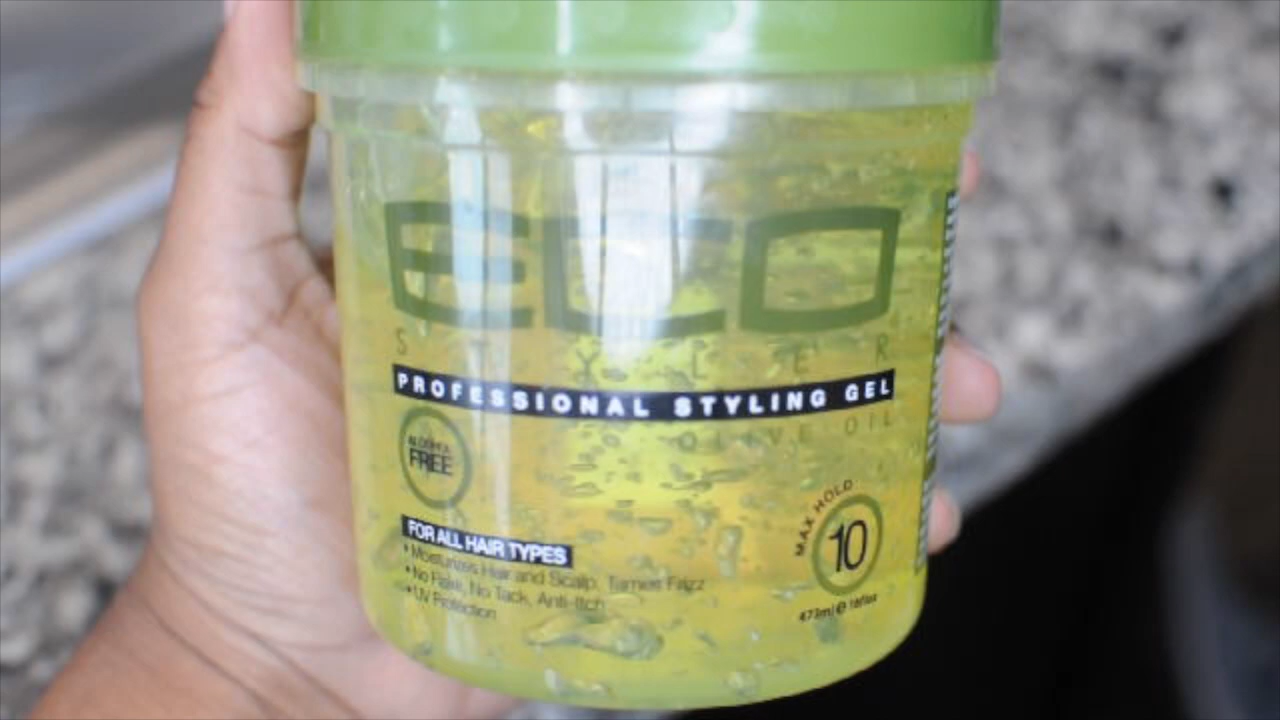 ECO
STYLER
PROFESSIONAL STYLING GEL
OLIVE OIL
ALCOHOL
FREE
FOR ALL HAIR TYPES
• Moisturizes Hair and Scalp, Tames Frizz
• No Flake, No Tack, Anti-Itch
• UV Protection
MAX HOLD
10
473ml ℮ 16floz